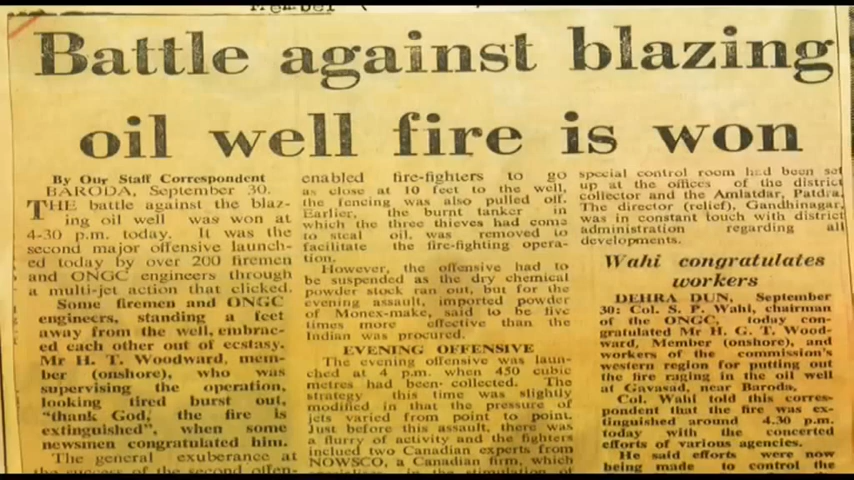 Member (
Battle against blazing
oil well fire is won
By Our Staff Correspondent
BARODA, September 30.
THE battle against the blaz-
ing oil well was won at
4-30 p.m. today. It was the
second major offensive launch-
ed today by over 200 firemen
and ONGC engineers through
a multi-jet action that clicked.
Some firemen and ONGC
engineers, standing a feet
away from the well, embrac-
ed each other out of ecstasy.
Mr H. T. Woodward, mem-
ber (onshore), who was
supervising the operation,
looking tired burst out,
"thank God, the fire is
extinguished", when some
newsmen congratulated him.
The general exuberance at
the success of the second offen-
enabled fire-fighters to go
as close at 10 feet to the well,
the fencing was also pulled off.
Earlier, the burnt tanker in
which the three thieves had come
to steal oil, was removed to
facilitate the fire-fighting opera-
tion.
However, the offensive had to
be suspended as the dry chemical
powder stock ran out, but for the
evening assault, imported powder
of Monex-make, said to be five
times more effective than the
Indian was procured.
EVENING OFFENSIVE
The evening offensive was laun-
ched at 4 p.m. when 450 cubic
metres had been collected. The
strategy this time was slightly
modified in that the pressure of
jets varied from point to point.
Just before this assault, there was
a flurry of activity and the fighters
inclued two Canadian experts from
NOWSCO, a Canadian firm, which
in the stimulation of
special control room had been set
up at the offices of the district
collector and the Amlatdar, Patdra.
The director (relief), Gandhinagar,
was in constant touch with district
administration regarding all
developments.
Wahi congratulates
workers
DEHRA DUN, September
30: Col. S. P. Wahi, chairman
of the ONGC, today con-
gratulated Mr H. G. T. Wood-
ward, Member (onshore), and
workers of the commission's
western region for putting out
the fire raging in the oil well
at Gavasad, near Baroda.
Col. Wahi told this corres-
pondent that the fire was ex-
tinguished around 4.30 p.m.
today with the concerted
efforts of various agencies.
He said efforts were now
being made to control the